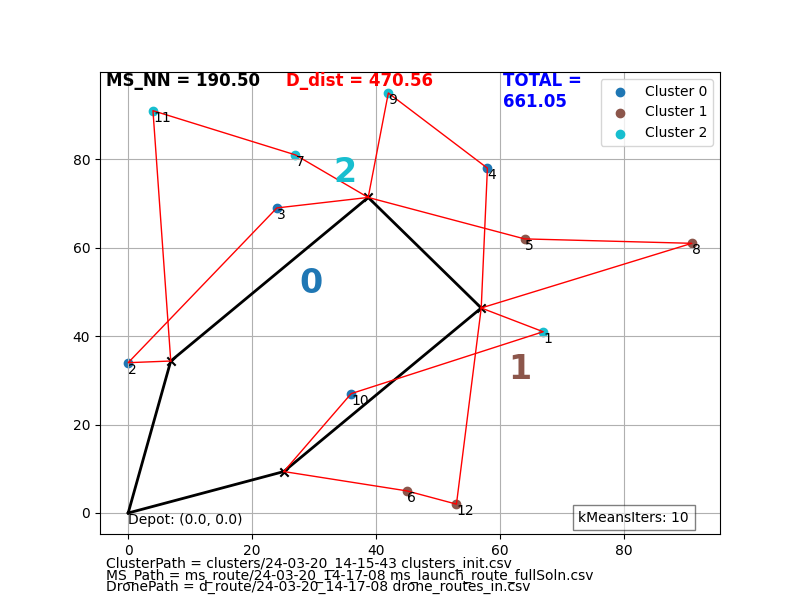 MS_NN = 190.50
D_dist = 470.56
TOTAL =
661.05
Cluster 0
Cluster 1
Cluster 2
9
11
7
2
4
3
5
8
0
1
2
1
10
6
12
Depot: (0.0, 0.0)
kMeansIters: 10
80
60
40
20
0
0
20
40
60
80
ClusterPath = clusters/24-03-20_14-15-43 clusters_init.csv
MS_Path = ms_route/24-03-20_14-17-08 ms_launch_route_fullSoln.csv
DronePath = d_route/24-03-20_14-17-08 drone_routes_in.csv